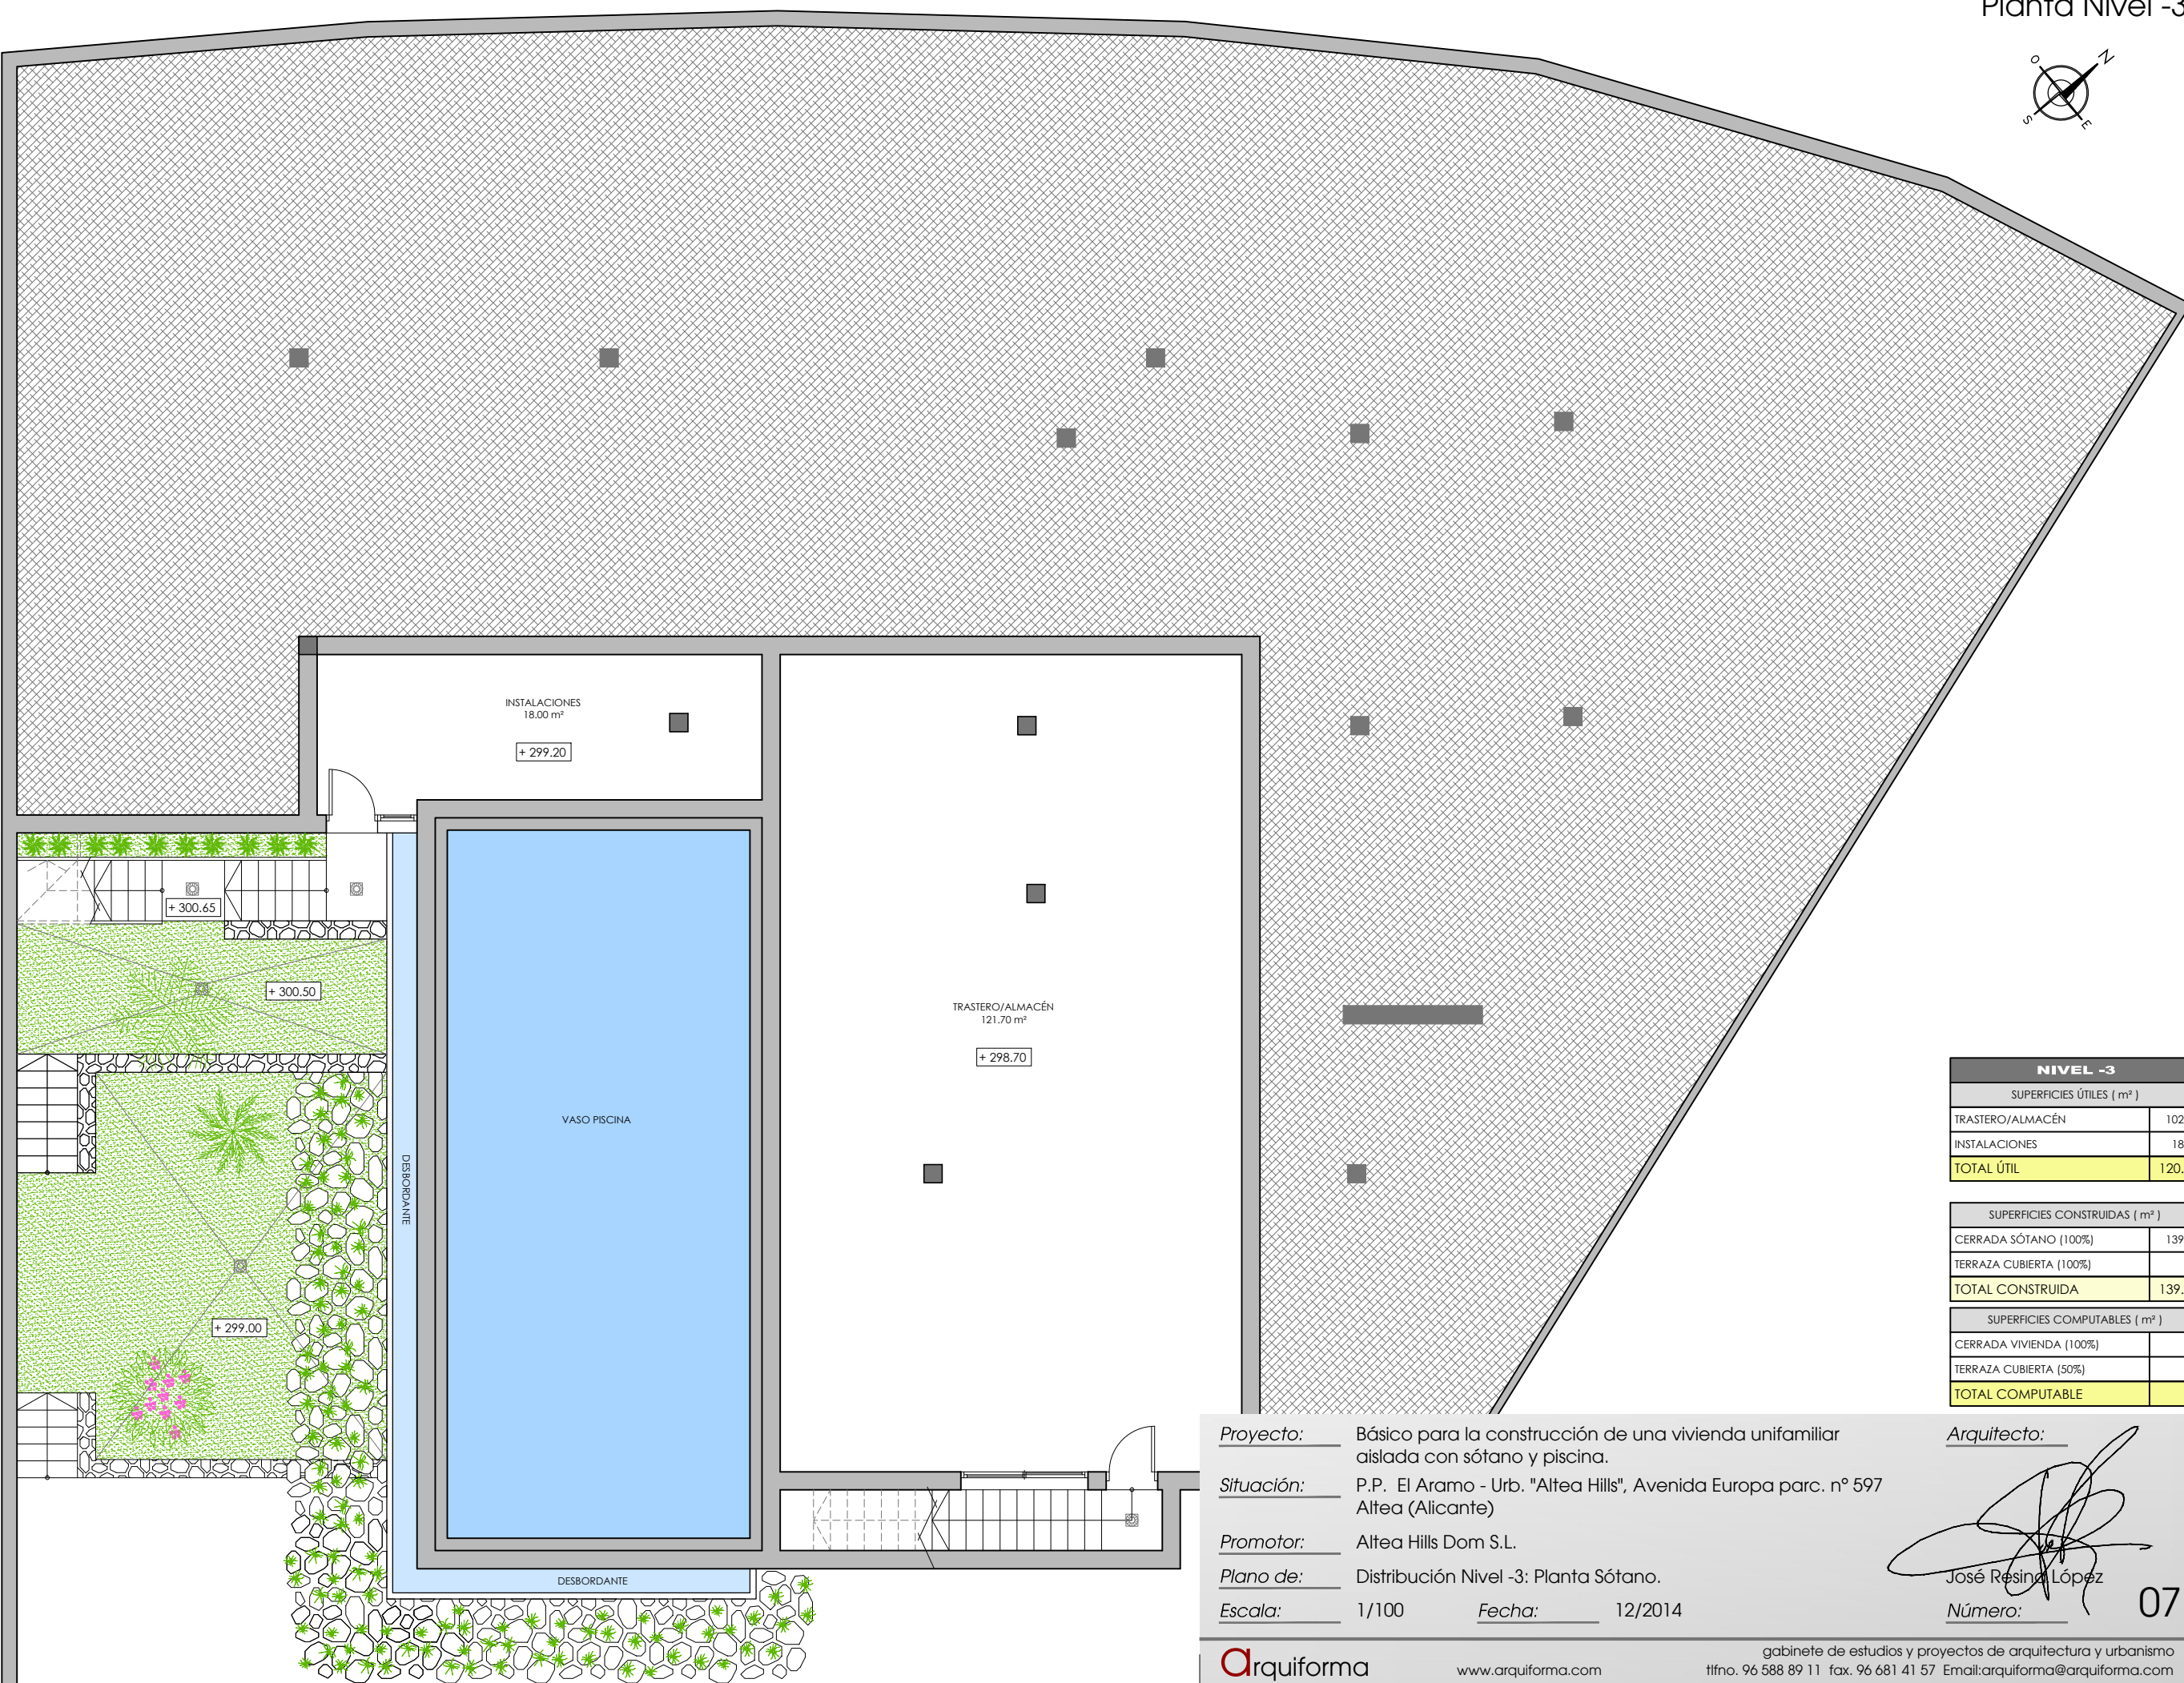 Planta Nivel -3
N
O
S
E
INSTALACIONES
18.00 m²
+ 299.20
+ 300.65
+ 300.50
TRASTERO/ALMACÉN
121.70 m²
+ 298.70
VASO PISCINA
DESBORDANTE
+ 299.00
DESBORDANTE
NIVEL -3
SUPERFICIES ÚTILES ( m² )
TRASTERO/ALMACÉN 102
INSTALACIONES 18
TOTAL ÚTIL 120.
SUPERFICIES CONSTRUIDAS ( m² )
CERRADA SÓTANO (100%) 139
TERRAZA CUBIERTA (100%)
TOTAL CONSTRUIDA 139.
SUPERFICIES COMPUTABLES ( m² )
CERRADA VIVIENDA (100%)
TERRAZA CUBIERTA (50%)
TOTAL COMPUTABLE
Proyecto: Básico para la construcción de una vivienda unifamiliar
aislada con sótano y piscina.
Situación: P.P. El Aramo - Urb. "Altea Hills", Avenida Europa parc. nº 597
Altea (Alicante)
Promotor: Altea Hills Dom S.L.
Plano de: Distribución Nivel -3: Planta Sótano.
Escala: 1/100 Fecha: 12/2014
Arquitecto:
José Resina López
Número: 07
arquiforma www.arquiforma.com
gabinete de estudios y proyectos de arquitectura y urbanismo
tlfno. 96 588 89 11 fax. 96 681 41 57 Email:arquiforma@arquiforma.com